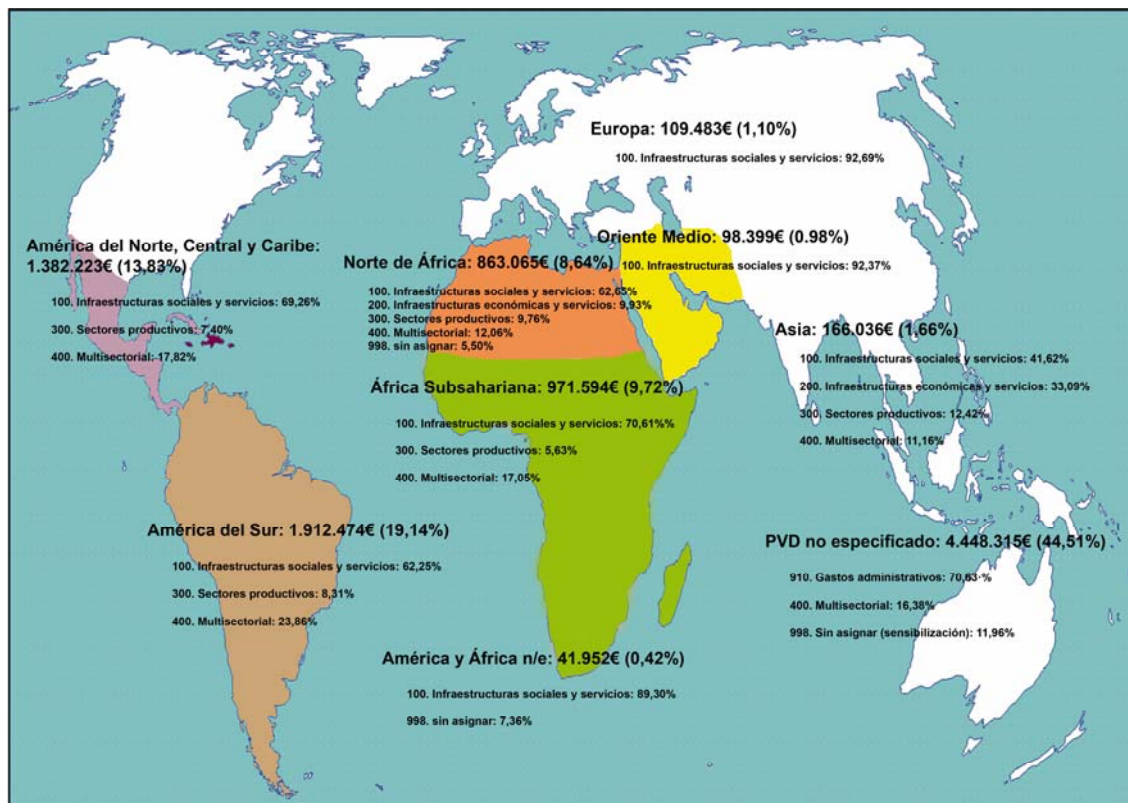 Europa: 109.483€ (1,10%)
100. Infraestructuras sociales y servicios: 92,69%
América del Norte, Central y Caribe:
1.382.223€ (13,83%)
100. Infraestructuras sociales y servicios: 69,26%
300. Sectores productivos: 7,40%
400. Multisectorial: 17,82%
Norte de África: 863.065€ (8,64%)
100. Infraestructuras sociales y servicios: 62,65%
200. Infraestructuras económicas y servicios: 9,93%
300. Sectores productivos: 9,76%
400. Multisectorial: 12,06%
998. sin asignar: 5,50%
Oriente Medio: 98.399€ (0.98%)
100. Infraestructuras sociales y servicios: 92,37%
Asia: 166.036€ (1,66%)
100. Infraestructuras sociales y servicios: 41,62%
200. Infraestructuras económicas y servicios: 33,09%
300. Sectores productivos: 12,42%
400. Multisectorial: 11,16%
África Subsahariana: 971.594€ (9,72%)
100. Infraestructuras sociales y servicios: 70,61%%
300. Sectores productivos: 5,63%
400. Multisectorial: 17,05%
América del Sur: 1.912.474€ (19,14%)
100. Infraestructuras sociales y servicios: 62,25%
300. Sectores productivos: 8,31%
400. Multisectorial: 23,86%
PVD no especificado: 4.448.315€ (44,51%)
910. Gastos administrativos: 70,63·%
400. Multisectorial: 16,38%
998. Sin asignar (sensibilización): 11,96%
América y África n/e: 41.952€ (0,42%)
100. Infraestructuras sociales y servicios: 89,30%
998. sin asignar: 7,36%